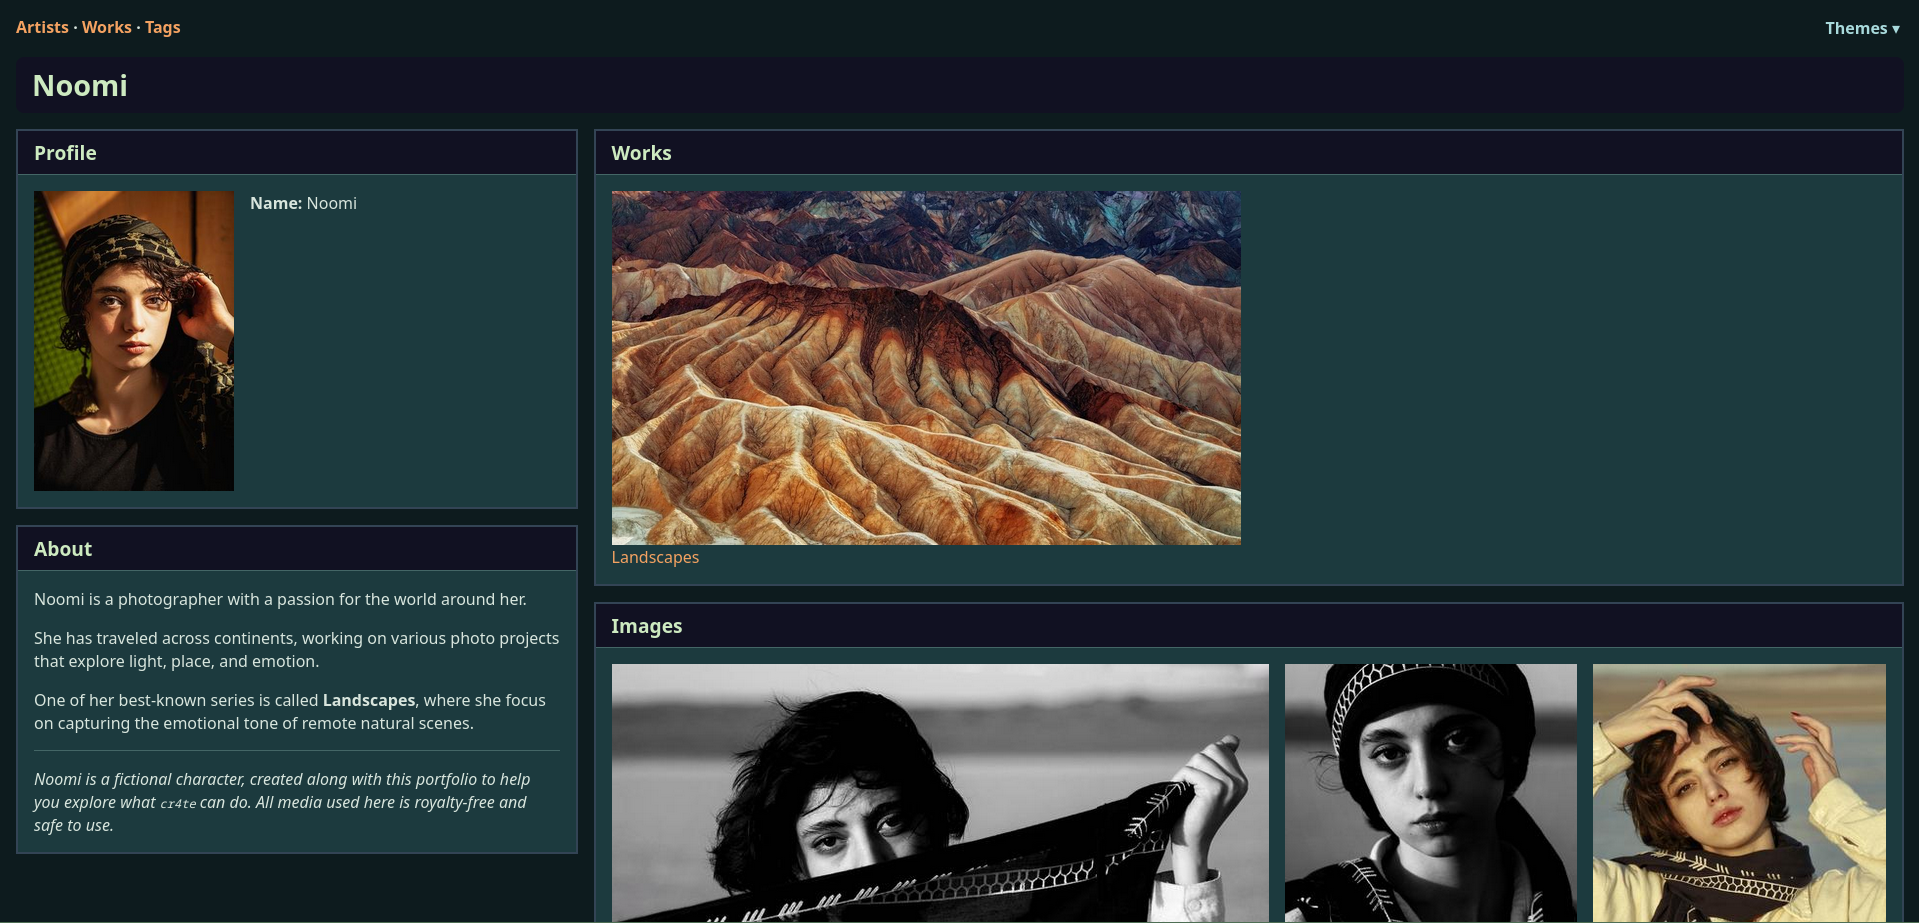 Artists · Works · Tags
Themes ▾
Noomi
Profile
Name: Noomi
About
Noomi is a photographer with a passion for the world around her.
She has traveled across continents, working on various photo projects
that explore light, place, and emotion.
One of her best-known series is called Landscapes, where she focus
on capturing the emotional tone of remote natural scenes.
Noomi is a fictional character, created along with this portfolio to help
you explore what cr4te can do. All media used here is royalty-free and
safe to use.
Works
Landscapes
Images